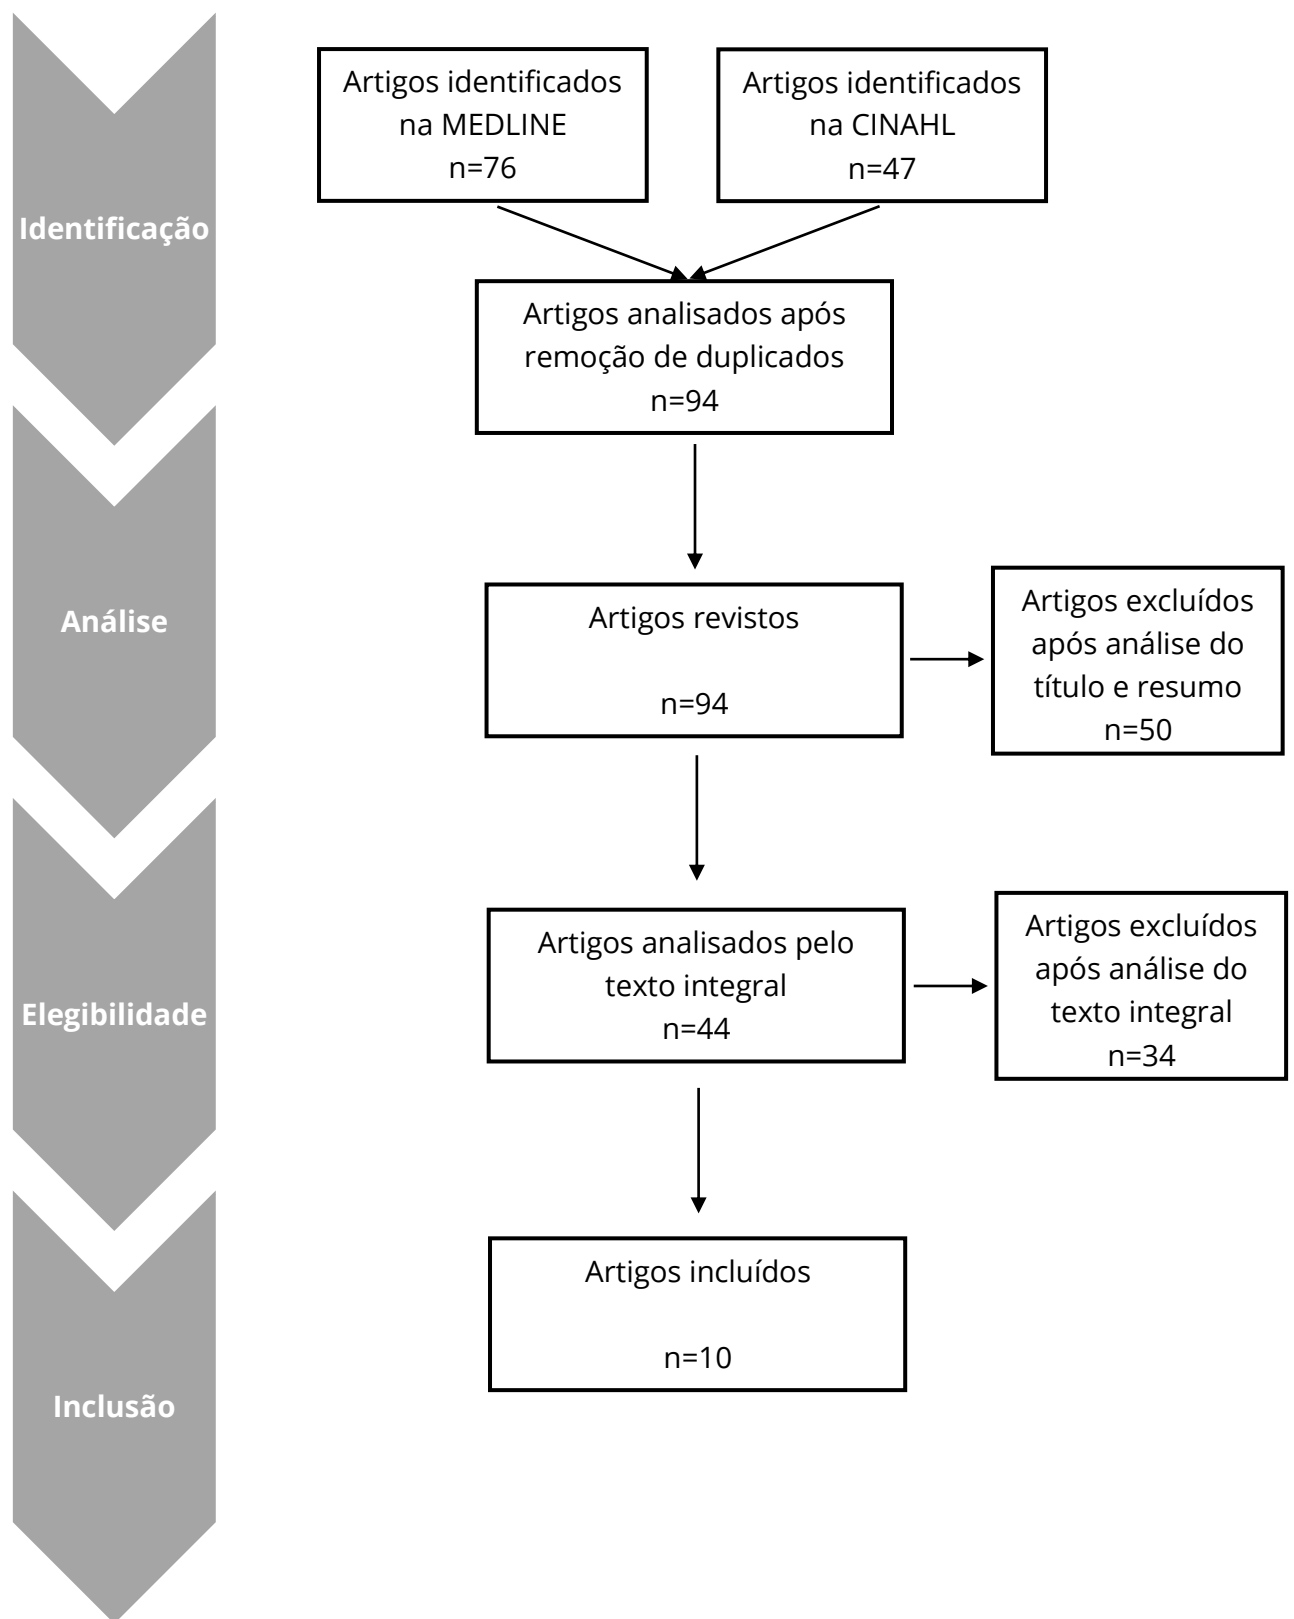 Artigos identificados
na MEDLINE
n=76
Artigos identificados
na CINAHL
n=47
Identificação
Artigos analisados após
remoção de duplicados
n=94
Análise
Artigos revistos
n=94
Artigos excluídos
após análise do
título e resumo
n=50
Elegibilidade
Artigos analisados pelo
texto integral
n=44
Artigos excluídos
após análise do
texto integral
n=34
Inclusão
Artigos incluídos
n=10